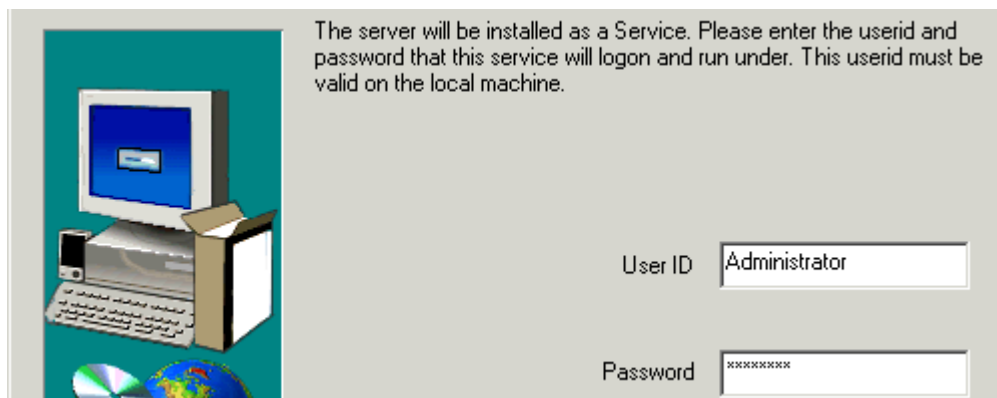 The server will be installed as a Service. Please enter the userid and
password that this service will logon and run under. This userid must be
valid on the local machine.
User ID
Administrator
Password
xxxxxxxx